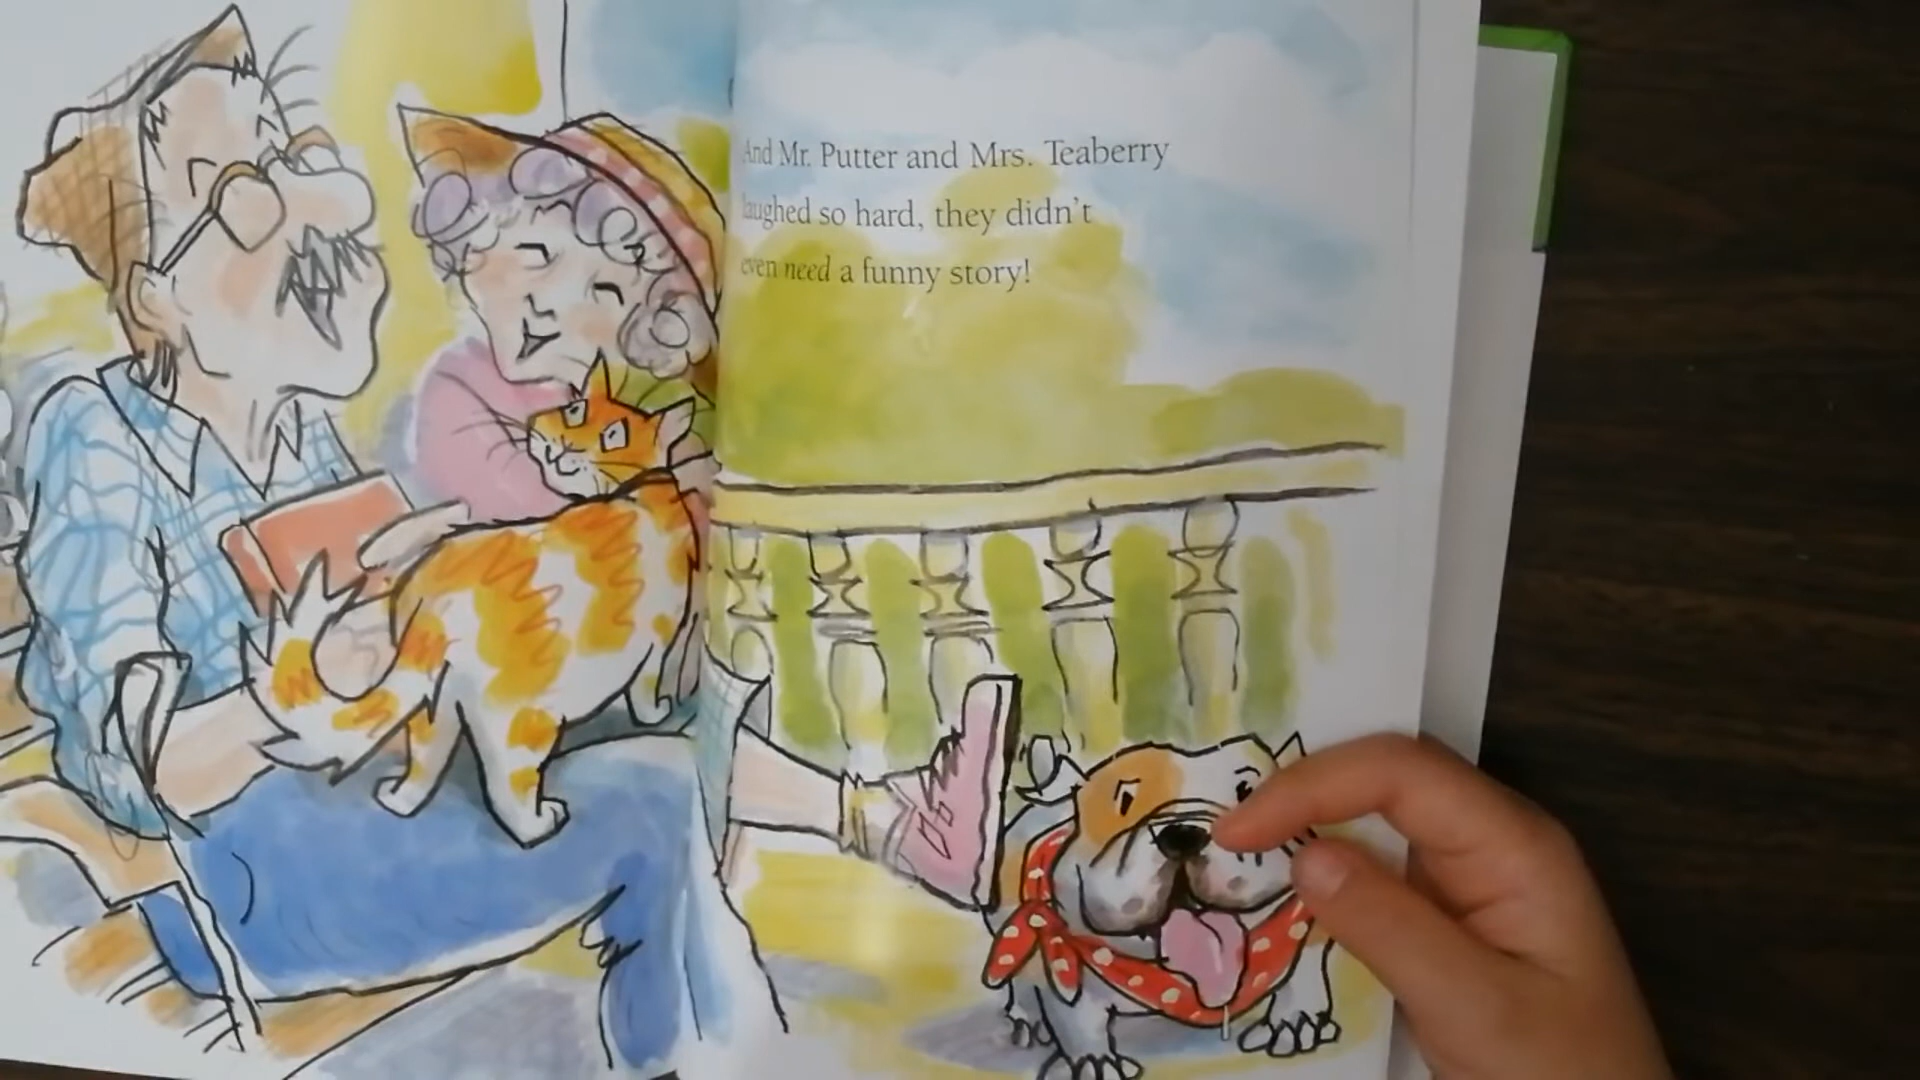 And Mr. Putter and Mrs. Teaberry
laughed so hard, they didn't
even need a funny story!